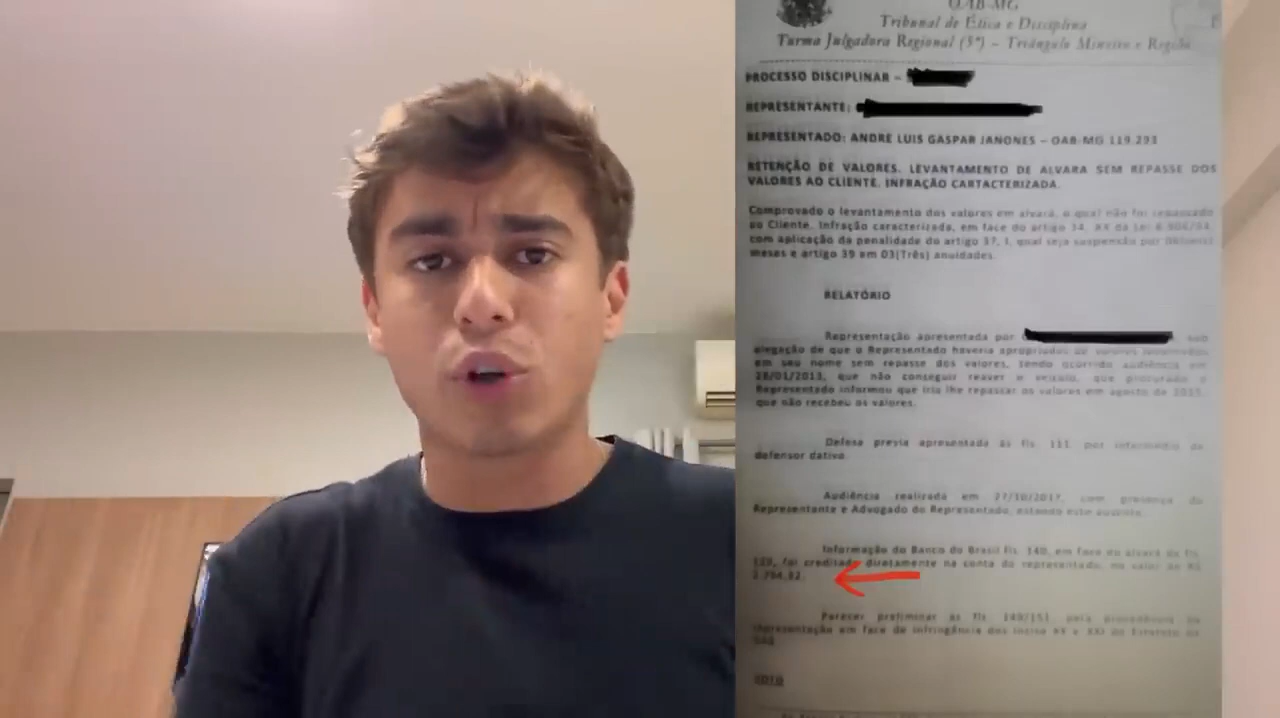 OAB-MG
Tribunal de Ética e Disciplina
Turma Julgadora Regional (5ª) – Triângulo Mineiro e Região
PROCESSO DISCIPLINAR –
REPRESENTANTE:
REPRESENTADO: ANDRE LUIS GASPAR JANONES – OAB-MG 119.293
RETENÇÃO DE VALORES. LEVANTAMENTO DE ALVARA SEM REPASSE DOS
VALORES AO CLIENTE. INFRAÇÃO CARTACTERIZADA.
Comprovado o levantamento dos valores em alvará, o qual não foi repassado
ao Cliente. Infração caracterizada, em face do artigo 34, XX da Lei 8.906/94,
com aplicação da penalidade do artigo 37, I, qual seja suspensão por
meses e artigo 39 em 03(Três) anuidades.
RELATÓRIO
Representação apresentada por sob
alegação de que o Representado haveria apropriado de valores
em seu nome sem repasse dos valores, tendo ocorrido audiência em
28/01/2013, que não conseguir reaver e que procurado o
Representado informou que iria lhe repassar os valores em agosto de
que não recebeu os valores.
Defesa previa apresentada às fls. 111 por intermédio de
defensor dativo.
Audiência realizada em 27/10/2017, com presença do
Representante e Advogado do Representado, estando este ausente.
Informação do Banco do Brasil fls. 140, em face do alvará de fls.
foi creditado diretamente na conta do representado, no valor de R$
Parecer preliminar às fls. pela procedência da
representação em face de infringência dos inciso XX e XXI do Estatuto da
OAB
VOTO